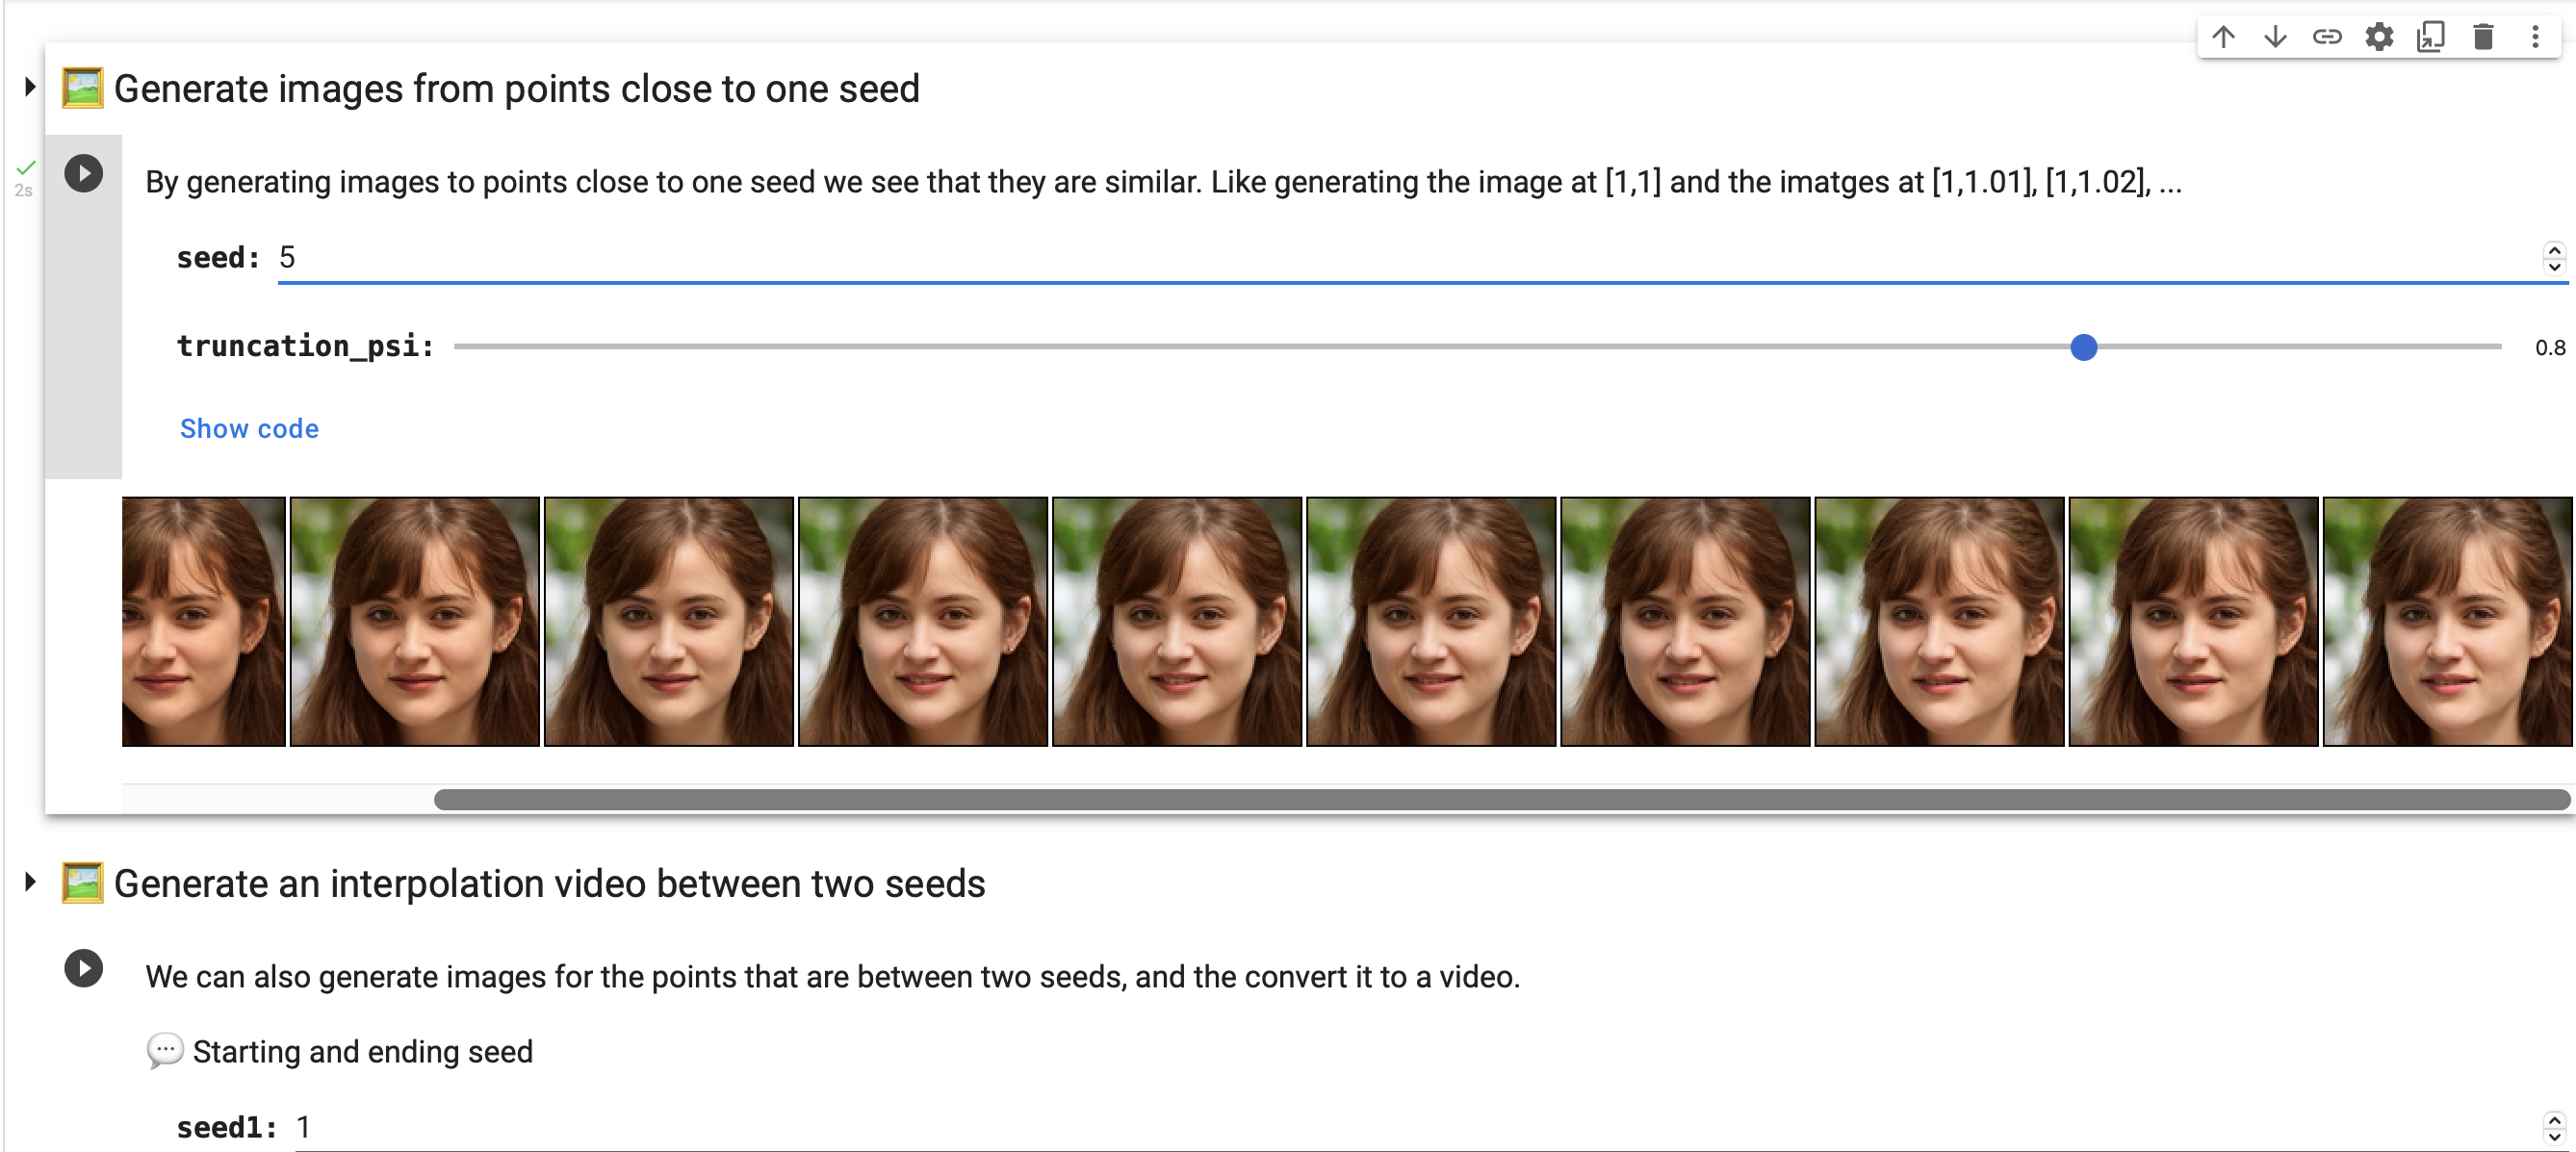 Generate images from points close to one seed
By generating images to points close to one seed we see that they are similar. Like generating the image at [1,1] and the imatges at [1,1.01], [1,1.02], ...
2s
seed: 5
truncation_psi: 0.8
Show code
Generate an interpolation video between two seeds
We can also generate images for the points that are between two seeds, and the convert it to a video.
Starting and ending seed
seed1: 1